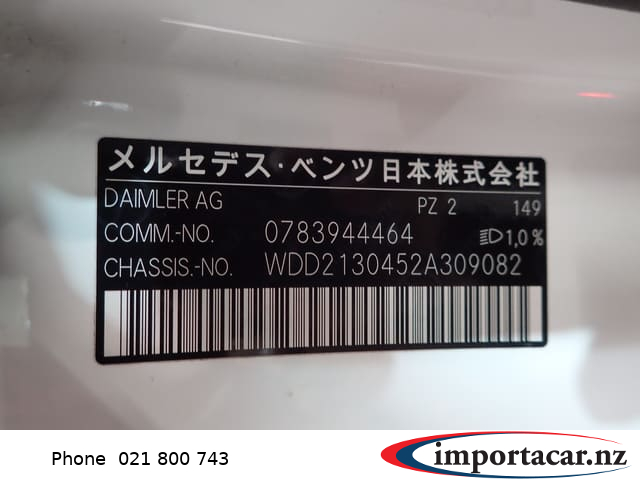 メルセデス・ベンツ日本株式会社
DAIMLER AG PZ 2 149
COMM.-NO. 0783944464 1,0%
CHASSIS.-NO. WDD2130452A309082
Phone 021 800 743
importacar.nz